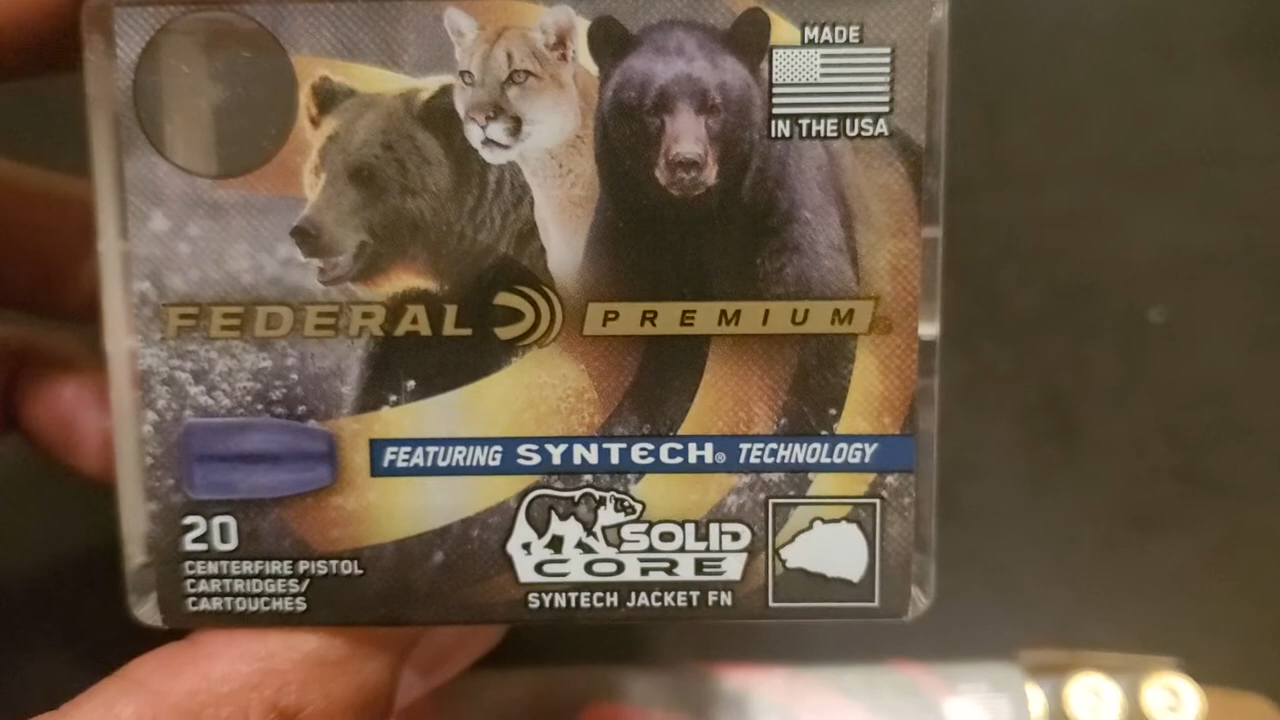 MADE
IN THE USA
FEDERAL PREMIUM
FEATURING SYNTECH® TECHNOLOGY
20
CENTERFIRE PISTOL
CARTRIDGES/
CARTOUCHES
SOLID
CORE
SYNTECH JACKET FN